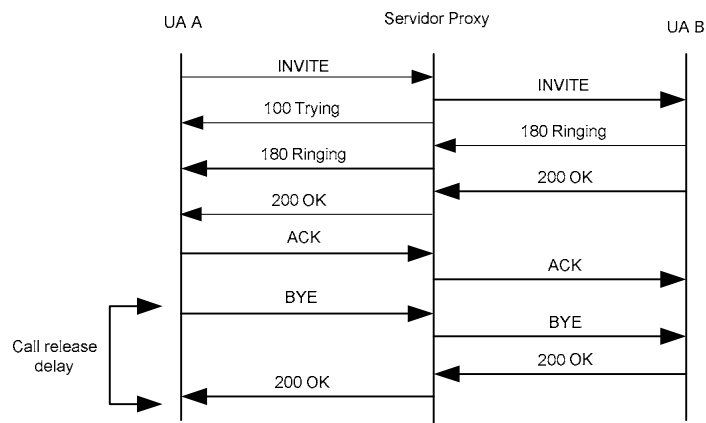 UA A
Servidor Proxy
UA B
INVITE
INVITE
100 Trying
180 Ringing
180 Ringing
200 OK
200 OK
ACK
ACK
BYE
BYE
Call release
delay
200 OK
200 OK